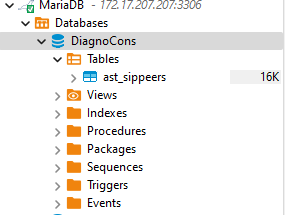 MariaDB - 172.17.207.207:3306
Databases
DiagnoCons
Tables
ast_sippeers 16K
Views
Indexes
Procedures
Packages
Sequences
Triggers
Events